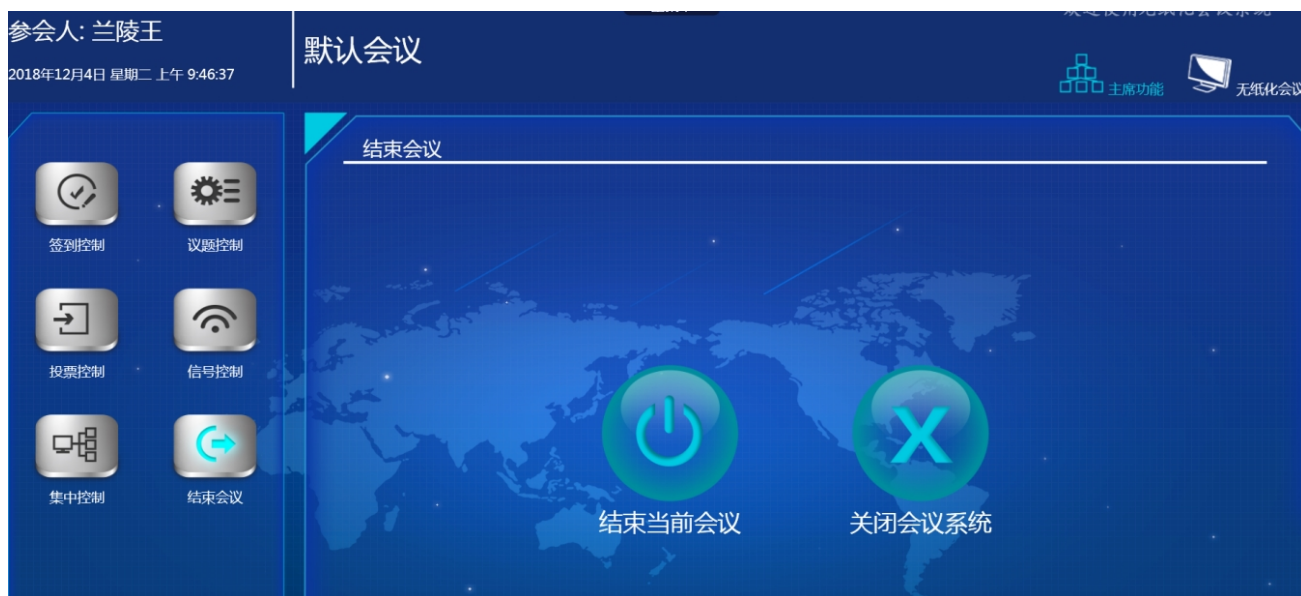 参会人: 兰陵王
2018年12月4日 星期二 上午 9:46:37
默认会议
主席功能
无纸化会议
结束会议
签到控制
议题控制
投票控制
信号控制
集中控制
结束会议
结束当前会议
关闭会议系统